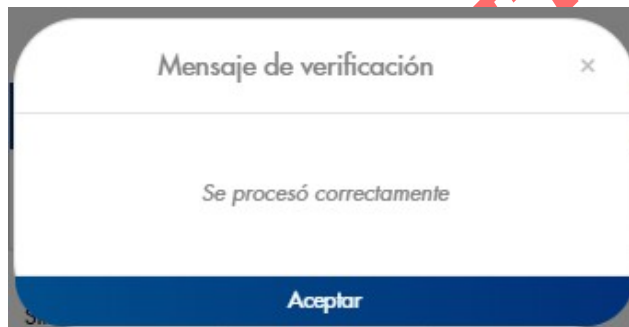 Mensaje de verificación ×
Se procesó correctamente
Aceptar